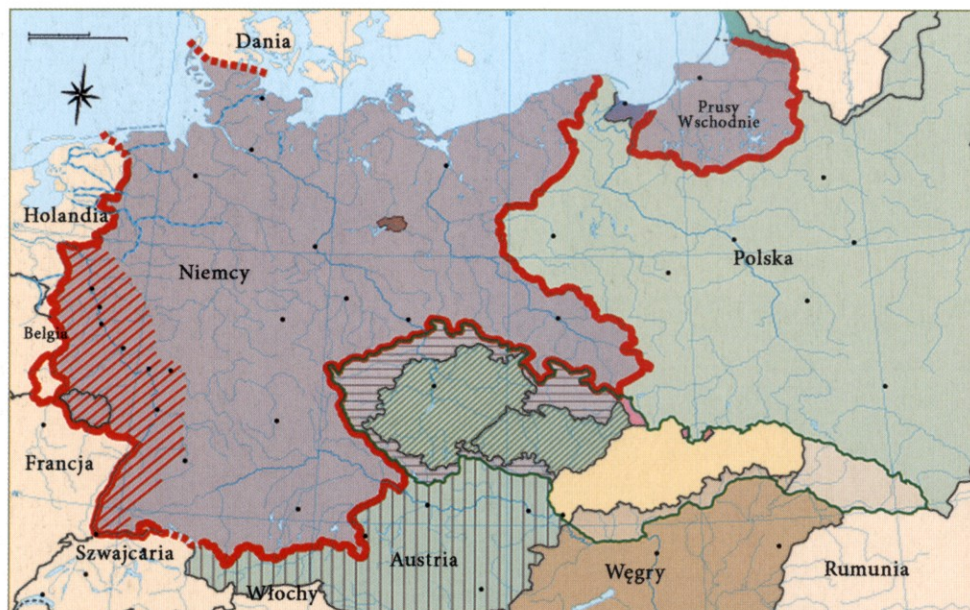 Dania
Prusy
Wschodnie
Holandia
Niemcy
Polska
Belgia
Francja
Szwajcaria
Austria
Włochy
Węgry
Rumunia